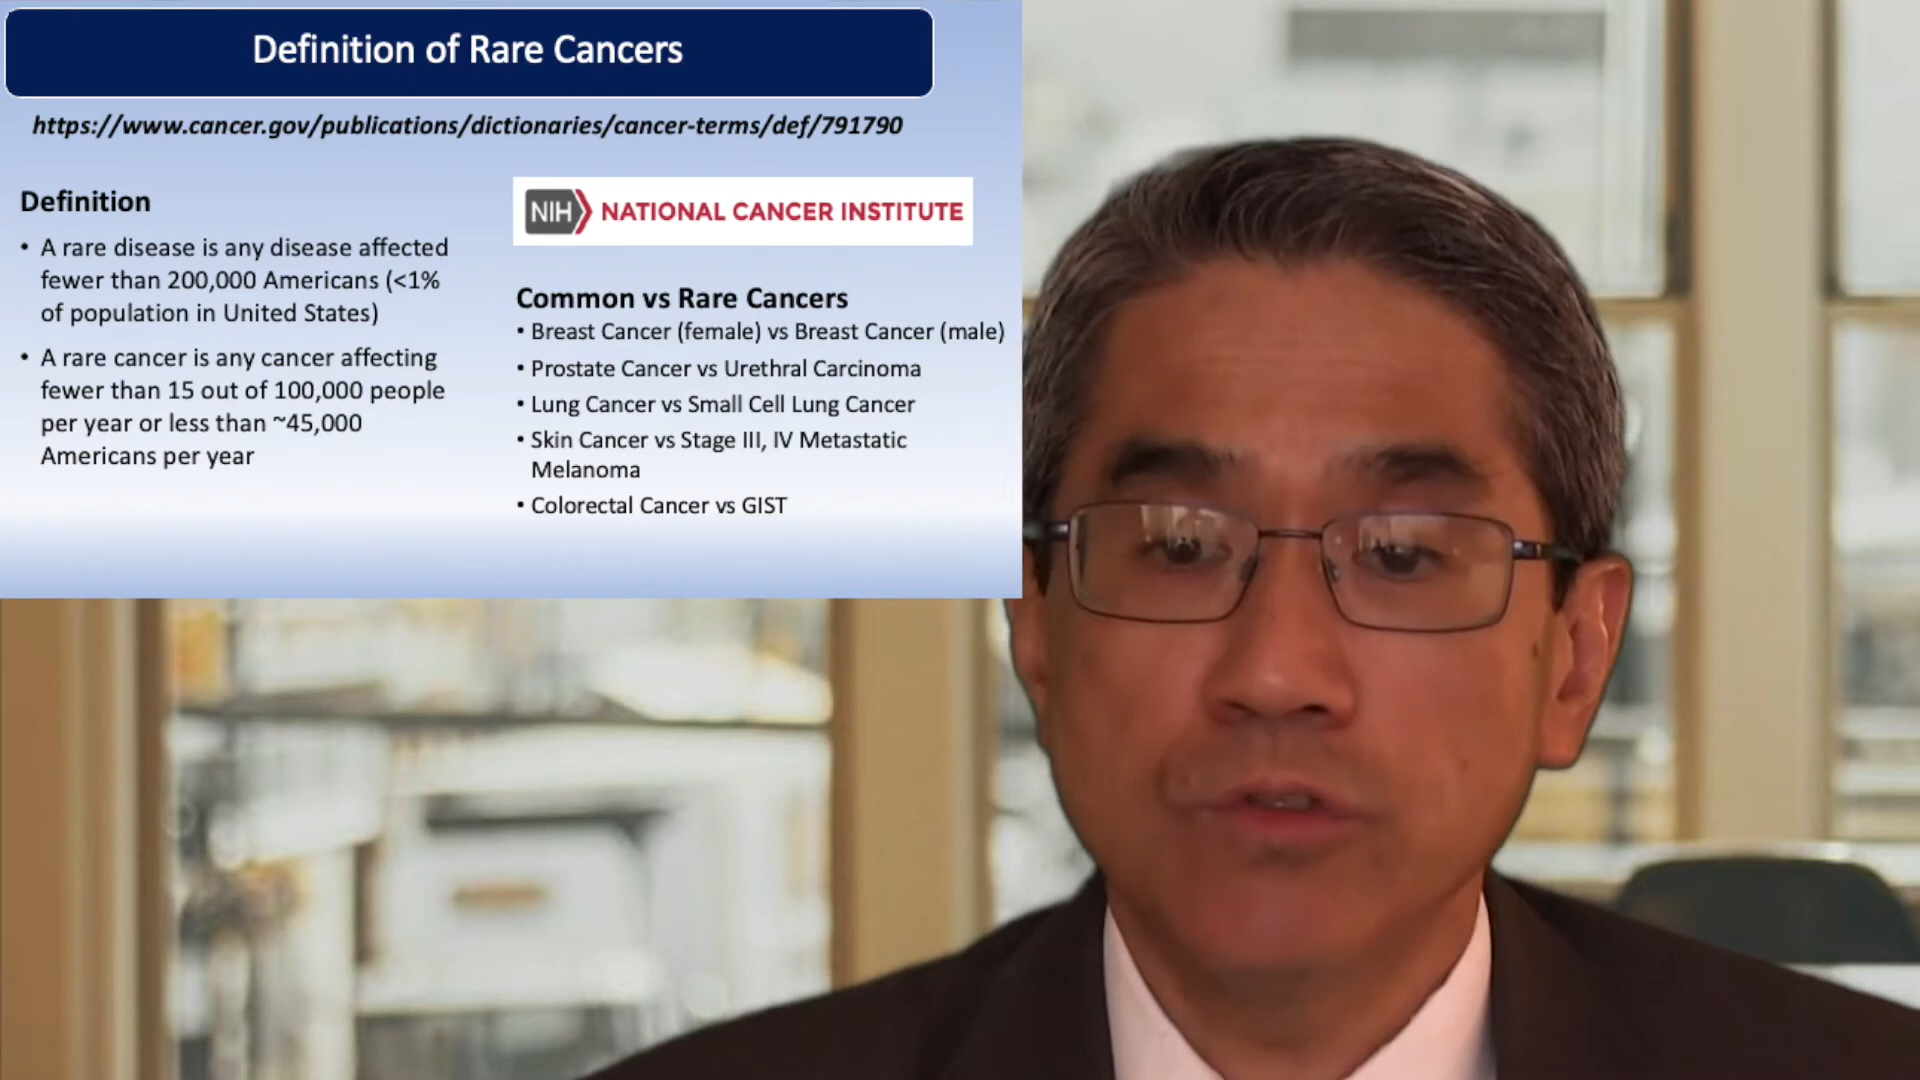 Definition of Rare Cancers
https://www.cancer.gov/publications/dictionaries/cancer-terms/def/791790
Definition
• A rare disease is any disease affected
fewer than 200,000 Americans (<1%
of population in United States)
• A rare cancer is any cancer affecting
fewer than 15 out of 100,000 people
per year or less than ~45,000
Americans per year
NIH NATIONAL CANCER INSTITUTE
Common vs Rare Cancers
• Breast Cancer (female) vs Breast Cancer (male)
• Prostate Cancer vs Urethral Carcinoma
• Lung Cancer vs Small Cell Lung Cancer
• Skin Cancer vs Stage III, IV Metastatic
Melanoma
• Colorectal Cancer vs GIST